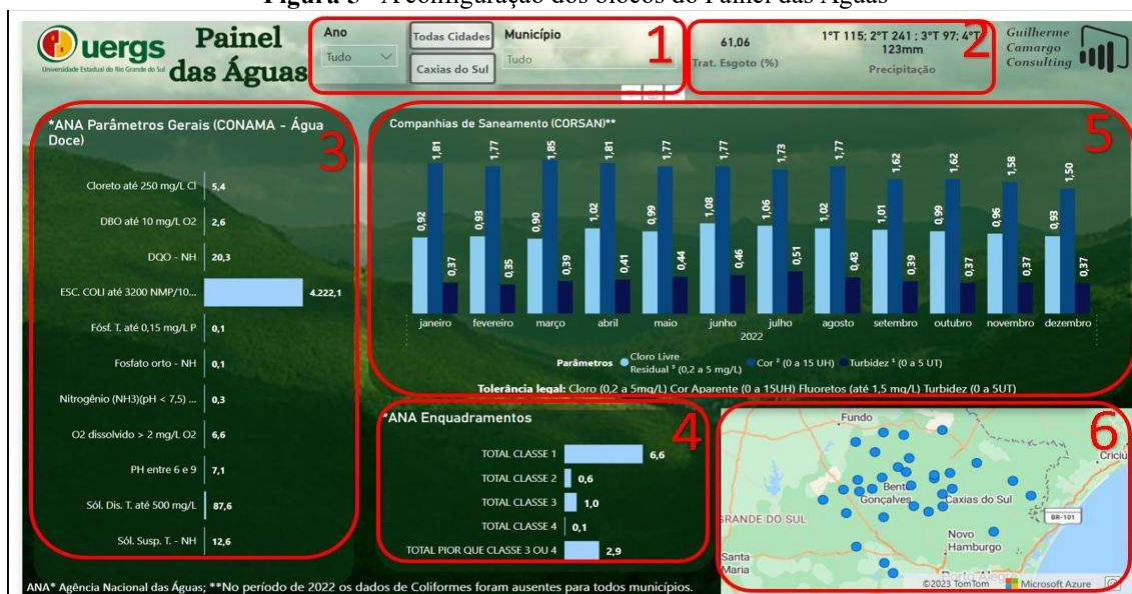 Figura 3 - A configuração dos blocos do Painel das Águas
uergs
Universidade Estadual do Rio Grande do Sul
Painel
das Águas
Ano
Tudo
Todas Cidades
Caxias do Sul
Município
Tudo
1
61,06
Trat. Esgoto (%)
1°T 115; 2°T 241 ; 3°T 97; 4°T
123mm
Precipitação
2
Guilherme
Camargo
Consulting
*ANA Parâmetros Gerais (CONAMA - Água
Doce)
3
Cloreto até 250 mg/L Cl 5,4
DBO até 10 mg/L O2 2,6
DQO - NH 20,3
ESC. COLI até 3200 NMP/10... 4.222,1
Fósf. T. até 0,15 mg/L P 0,1
Fosfato orto - NH 0,1
Nitrogênio (NH3)(pH < 7,5) ... 0,3
O2 dissolvido > 2 mg/L O2 6,6
PH entre 6 e 9 7,1
Sól. Dis. T. até 500 mg/L 87,6
Sól. Susp. T. - NH 12,6
Companhias de Saneamento (CORSAN)**
5
0,92 1,81 0,37
0,93 1,77 0,35
0,90 1,85 0,39
1,02 1,81 0,41
0,99 1,77 0,44
1,08 1,77 0,46
1,06 1,73 0,51
1,02 1,77 0,43
1,01 1,62 0,39
0,99 1,62 0,37
0,96 1,58 0,37
0,93 1,50 0,37
janeiro fevereiro março abril maio junho julho agosto setembro outubro novembro dezembro
2022
Parâmetros Cloro Livre Residual ³ (0,2 a 5 mg/L) Cor ² (0 a 15 UH) Turbidez ¹ (0 a 5 UT)
Tolerância legal: Cloro (0,2 a 5mg/L) Cor Aparente (0 a 15UH) Fluoretos (até 1,5 mg/L) Turbidez (0 a 5UT)
*ANA Enquadramentos
4
TOTAL CLASSE 1 6,6
TOTAL CLASSE 2 0,6
TOTAL CLASSE 3 1,0
TOTAL CLASSE 4 0,1
TOTAL PIOR QUE CLASSE 3 OU 4 2,9
6
Fundo
Criciú
Bento
Gonçalves
Caxias do Sul
RANDE DO SUL
BR-101
Novo
Hamburgo
Santa
Maria
Porto Alegre
©2023 TomTom
Microsoft Azure
ANA* Agência Nacional das Águas; **No período de 2022 os dados de Coliformes foram ausentes para todos municípios.